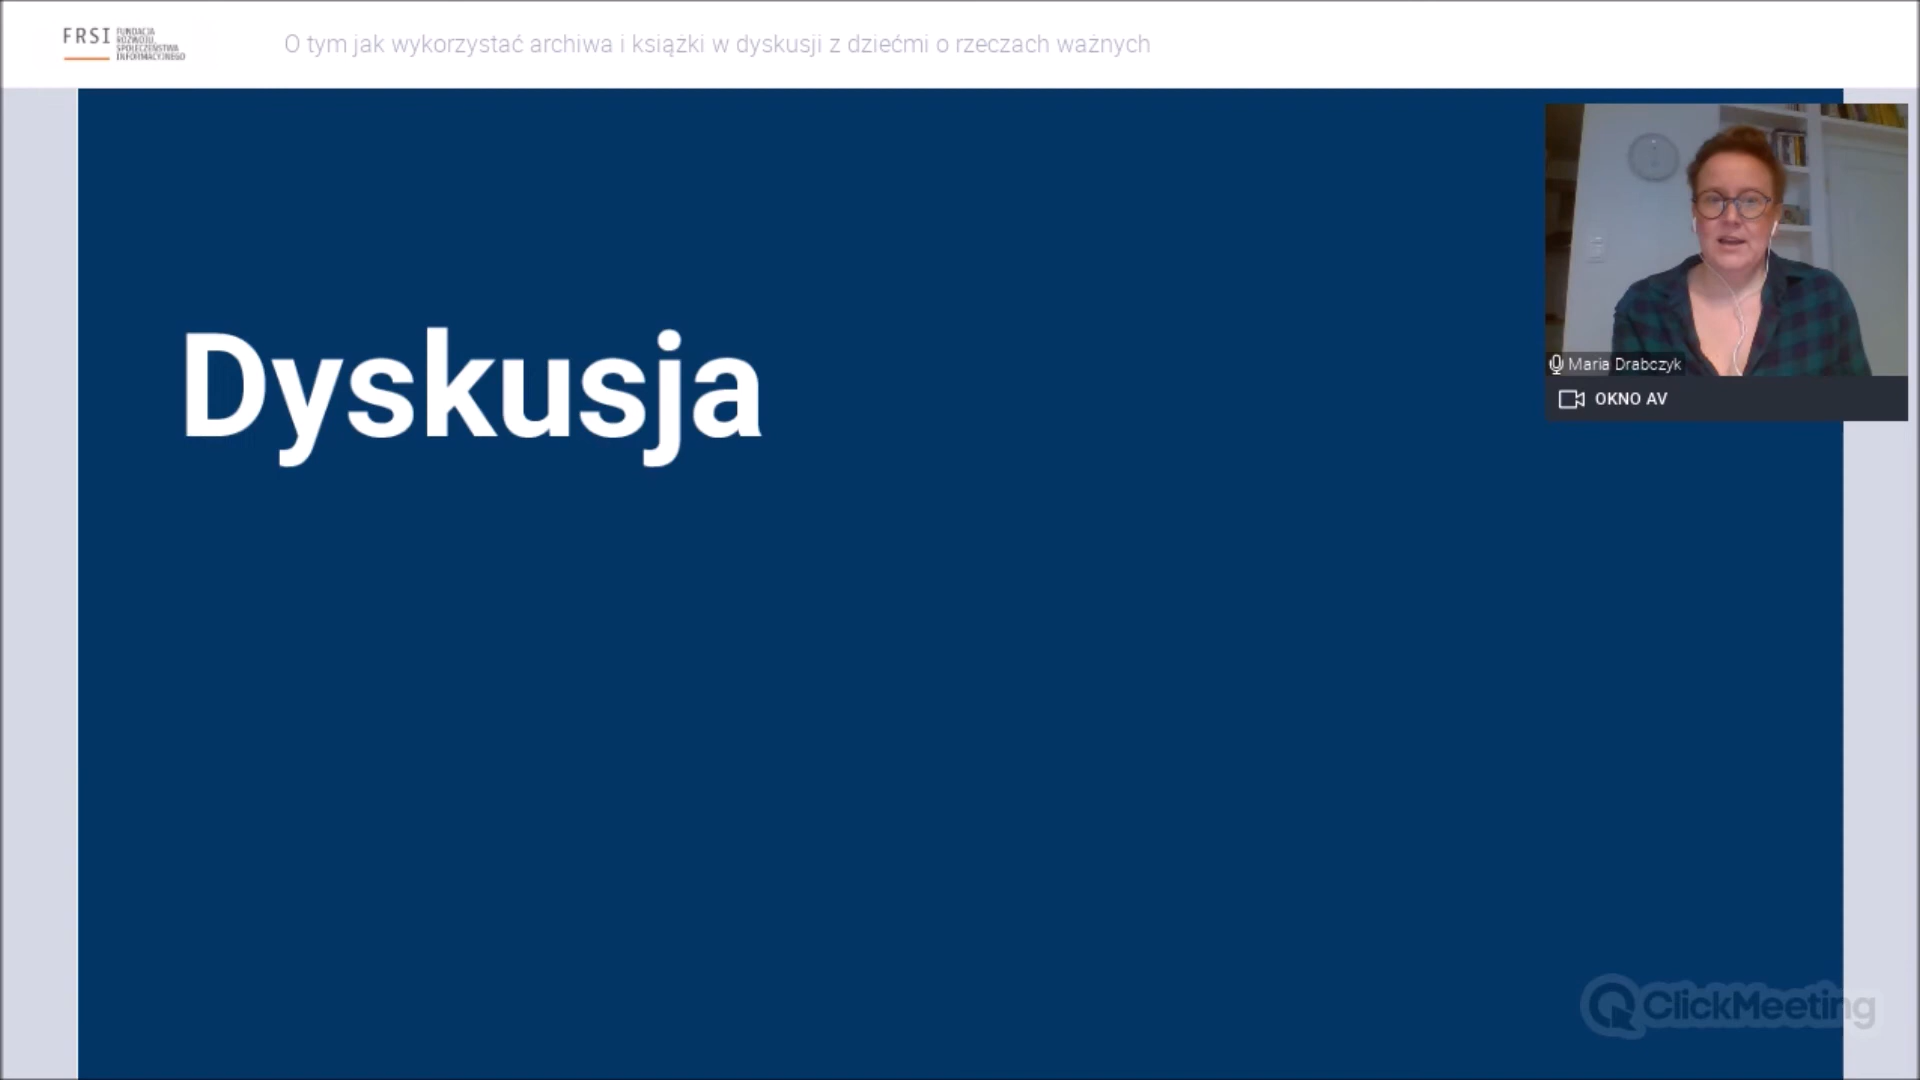 FRSI
FUNDACJA
ROZWOJU
SPOŁECZEŃSTWA
INFORMACYJNEGO
O tym jak wykorzystać archiwa i książki w dyskusji z dziećmi o rzeczach ważnych
Dyskusja
Maria Drabczyk
OKNO AV
ClickMeeting